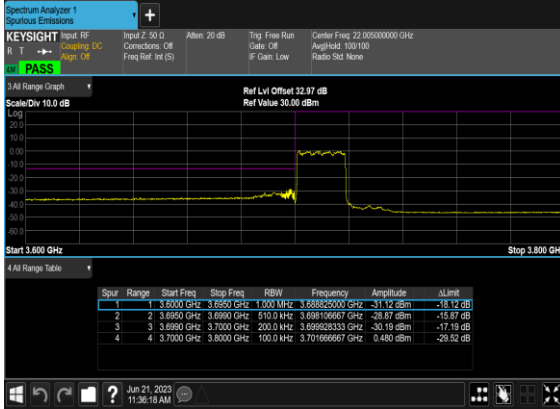 Spectrum Analyzer 1
Spurious Emissions
+
KEYSIGHT Input: RF Input Z: 50 Ω Atten: 20 dB Trig: Free Run Center Freq: 22.005000000 GHz
R T Coupling: DC Corrections: Off Gate: Off Avg|Hold: 100/100
Align: Off Freq Ref: Int (S) IF Gain: Low Radio Std: None
PASS
3 All Range Graph Ref Lvl Offset 32.97 dB
Scale/Div 10.0 dB Ref Value 30.00 dBm
Log
20.0
10.0
0.00
-10.0
-20.0
-30.0
-40.0
-50.0
-60.0
Start 3.600 GHz Stop 3.800 GH
4 All Range Table
Spur Range Start Freq Stop Freq RBW Frequency Amplitude ΔLimit
1 1 3.6000 GHz 3.6950 GHz 1.000 MHz 3.688825000 GHz -31.12 dBm -18.12 dB
2 2 3.6950 GHz 3.6990 GHz 510.0 kHz 3.698106667 GHz -28.87 dBm -15.87 dB
3 3 3.6990 GHz 3.7000 GHz 200.0 kHz 3.699928333 GHz -30.19 dBm -17.19 dB
4 4 3.7000 GHz 3.8000 GHz 100.0 kHz 3.701666667 GHz 0.480 dBm -29.52 dB
? Jun 21, 2023
11:36:18 AM